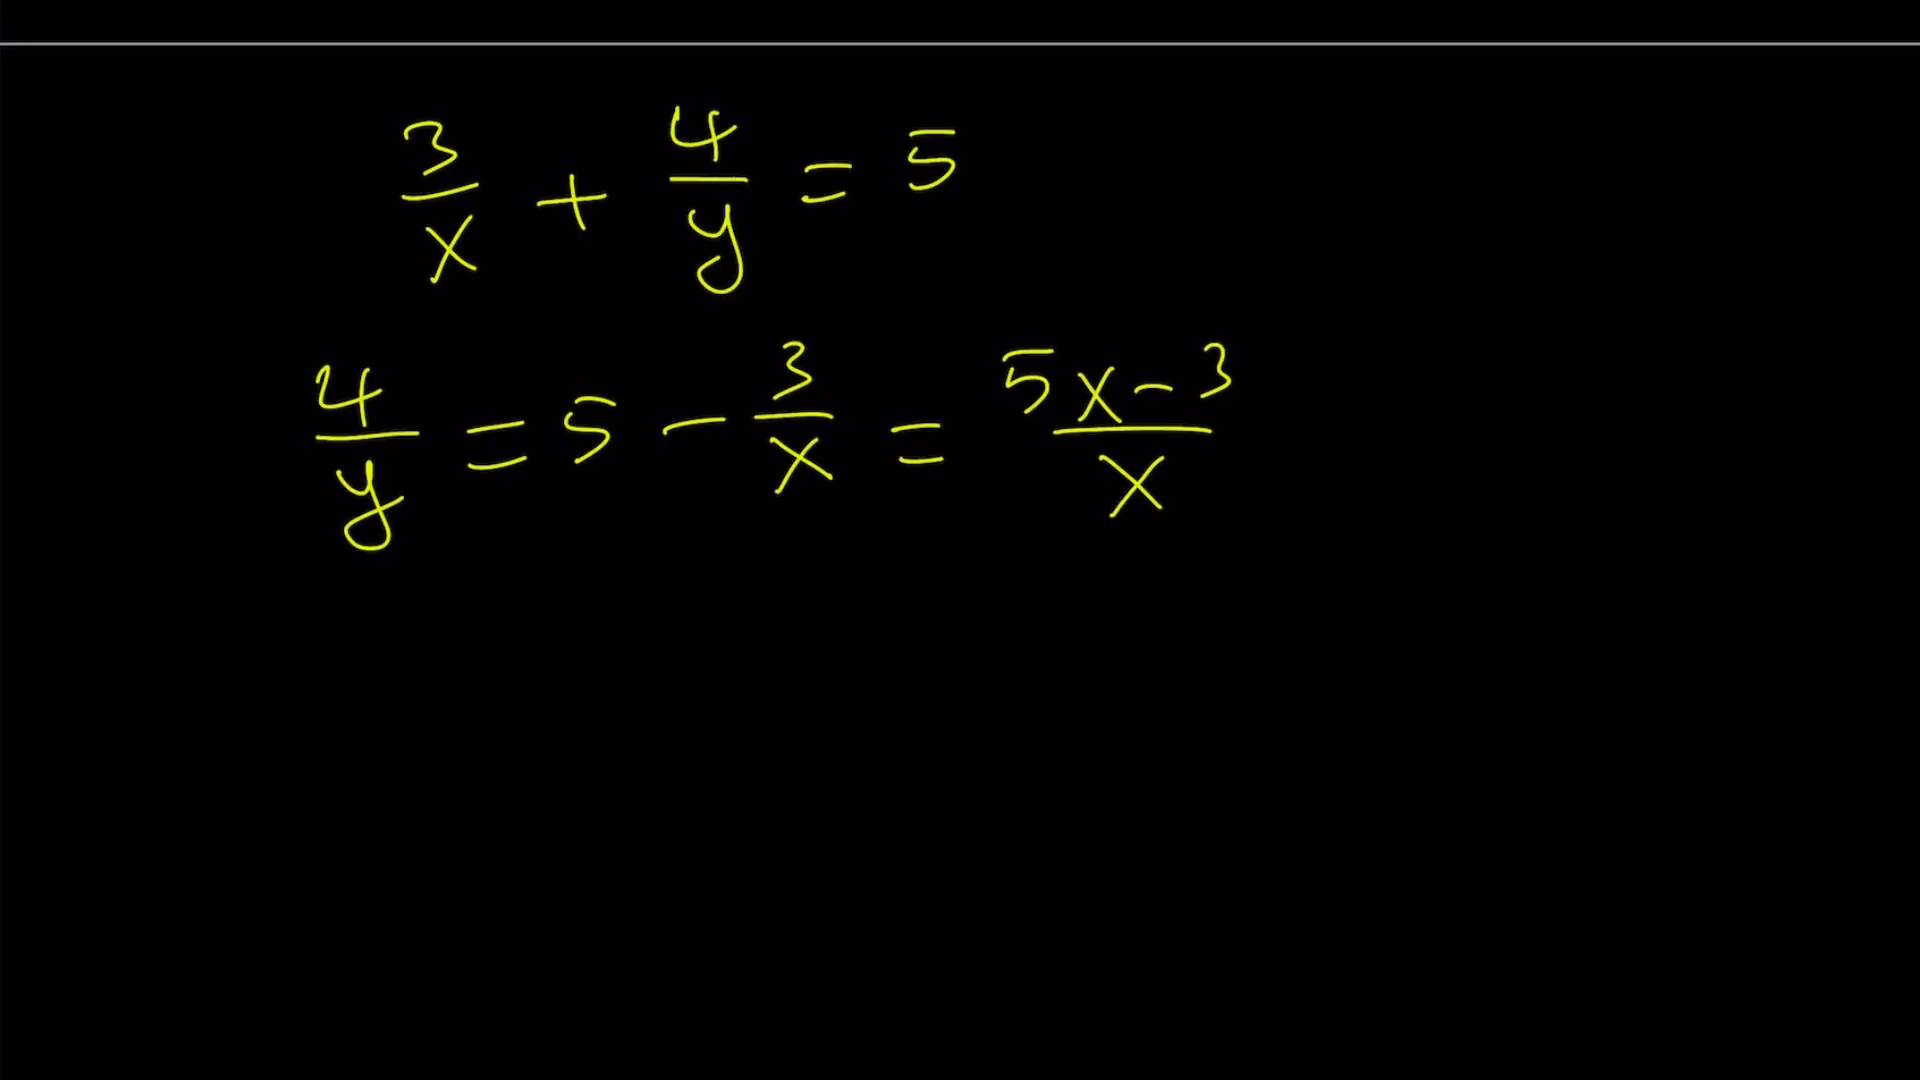 3/x + 4/y = 5
4/y = 5 - 3/x = 5x-3/x